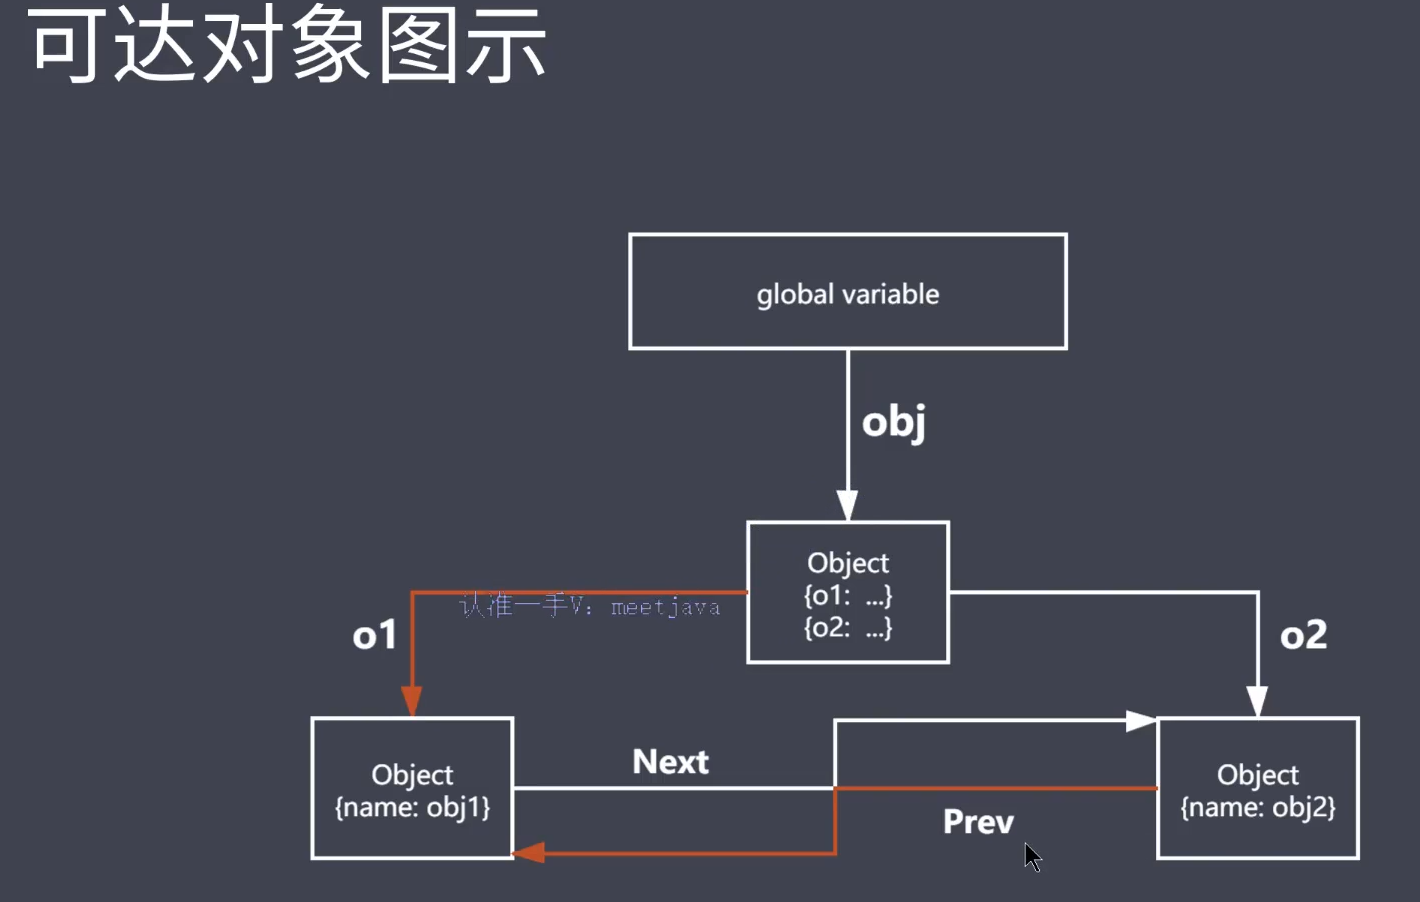 可达对象图示
global variable
obj
Object
{o1: ...}
{o2: ...}
认准一手V: meetjava
o1
o2
Object
{name: obj1}
Next
Prev
Object
{name: obj2}